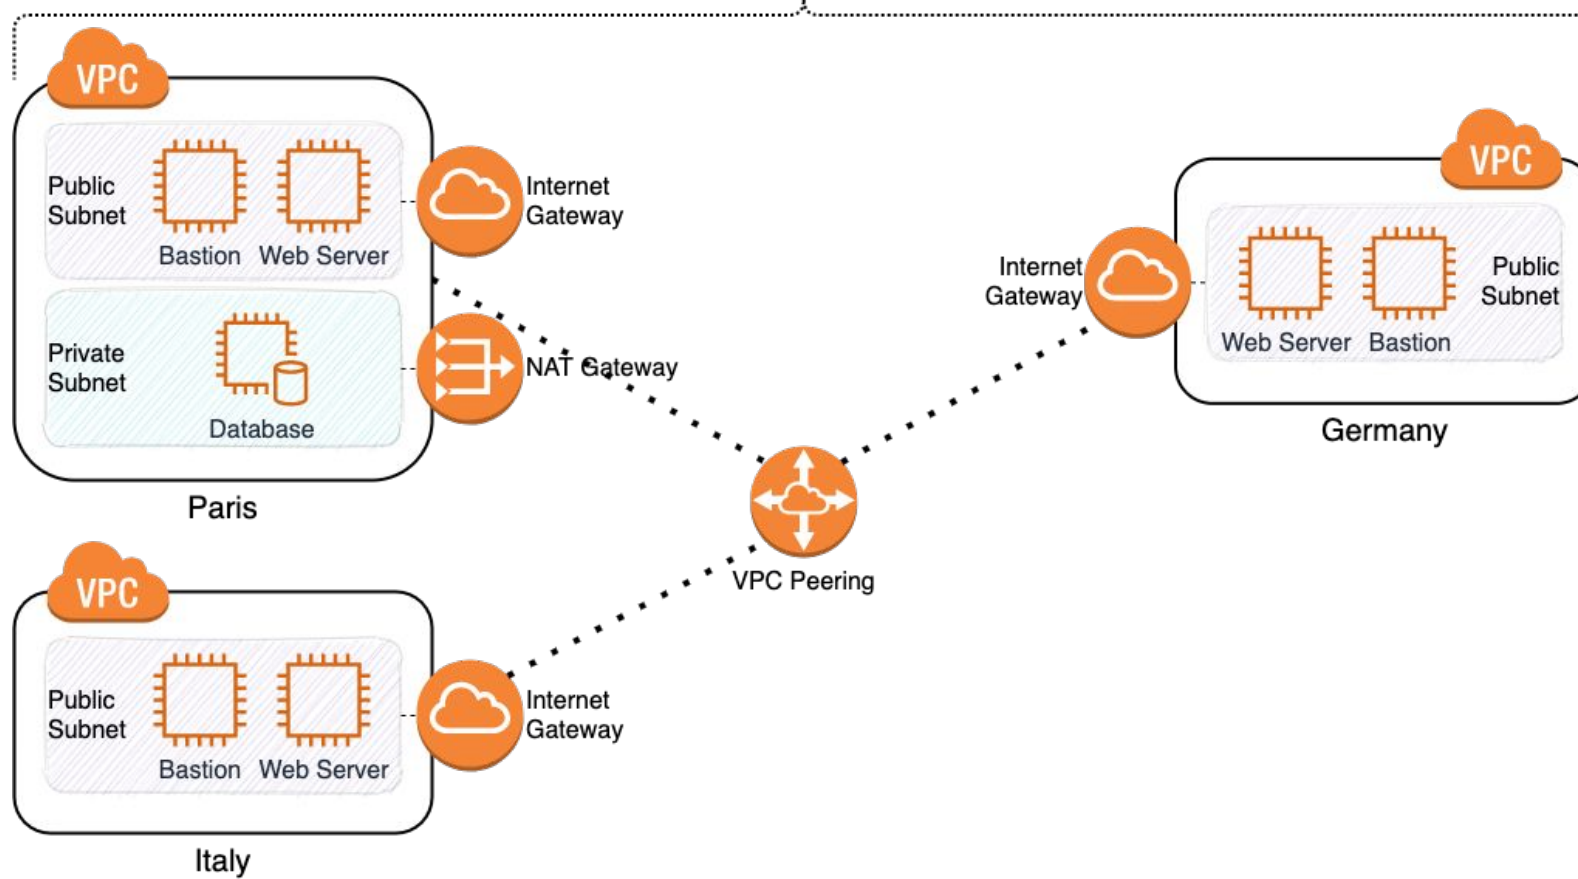 VPC
Public
Subnet
Bastion
Web Server
Internet
Gateway
Private
Subnet
Database
NAT Gateway
Paris
VPC
Internet
Gateway
Web Server
Bastion
Public
Subnet
Germany
VPC Peering
VPC
Public
Subnet
Bastion
Web Server
Internet
Gateway
Italy